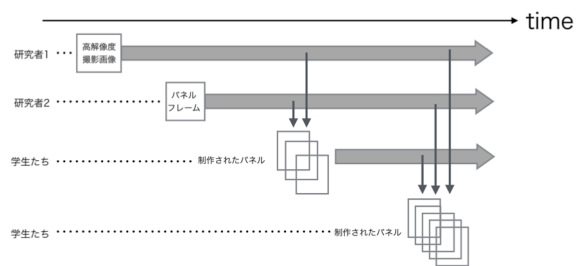 time
研究者1
高解像度
撮影画像
研究者2
パネル
フレーム
学生たち
制作されたパネル
学生たち
制作されたパネル